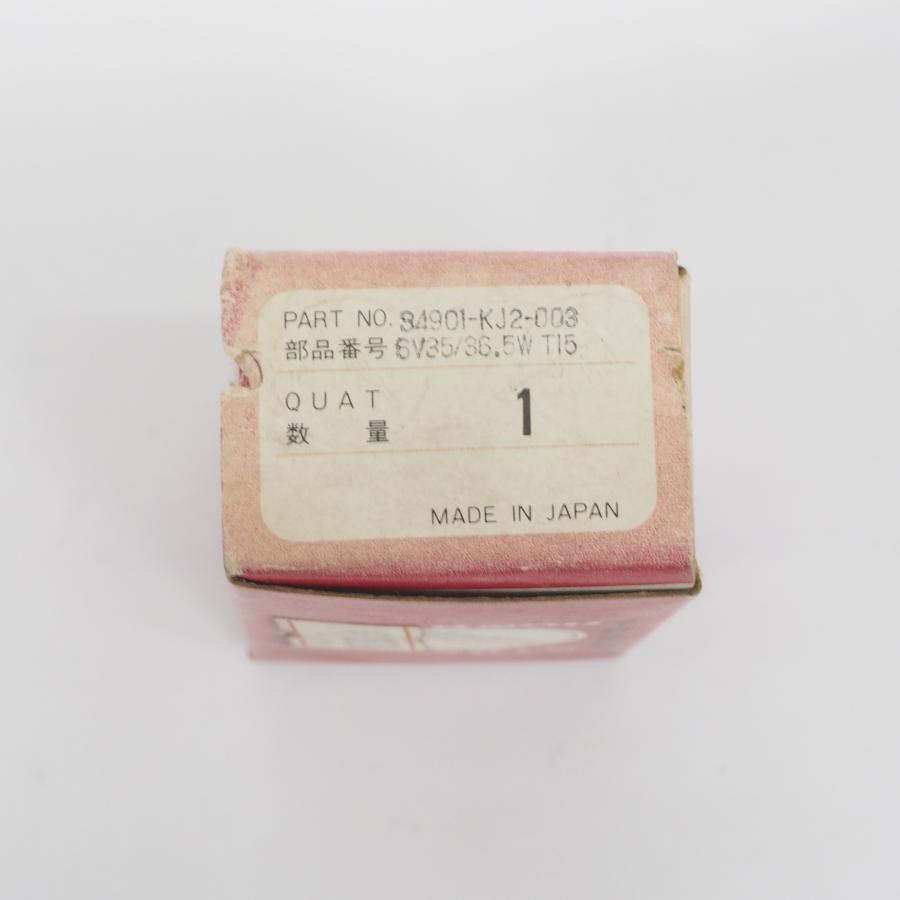 PART NO. 34901-KJ2-003
部品番号 6V35/36.5W T15
QUAT 1
数 量
MADE IN JAPAN